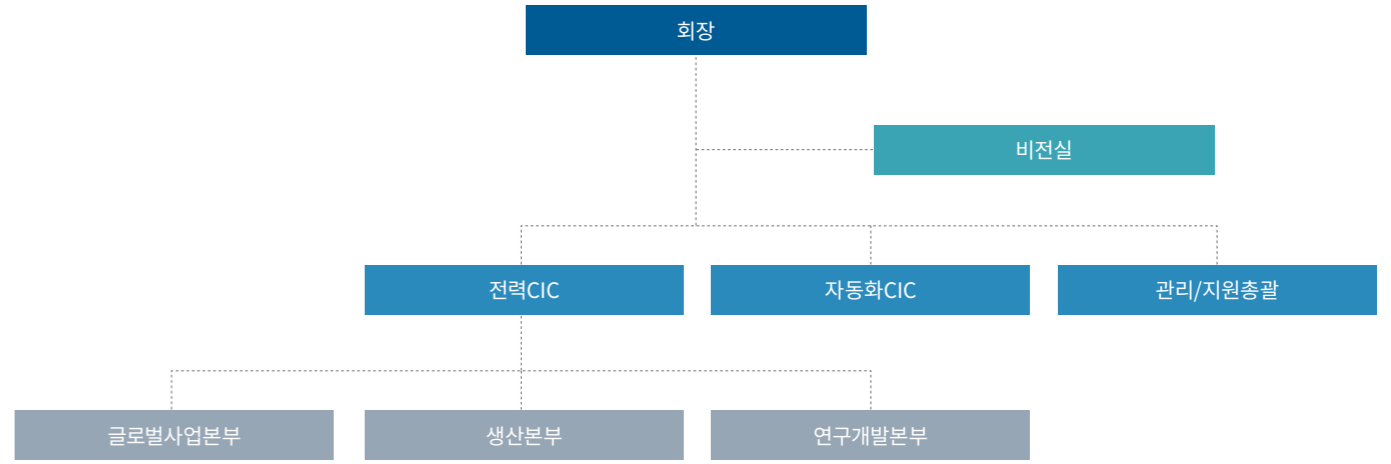 회장
비전실
전력CIC
자동화CIC
관리/지원총괄
글로벌사업본부
생산본부
연구개발본부